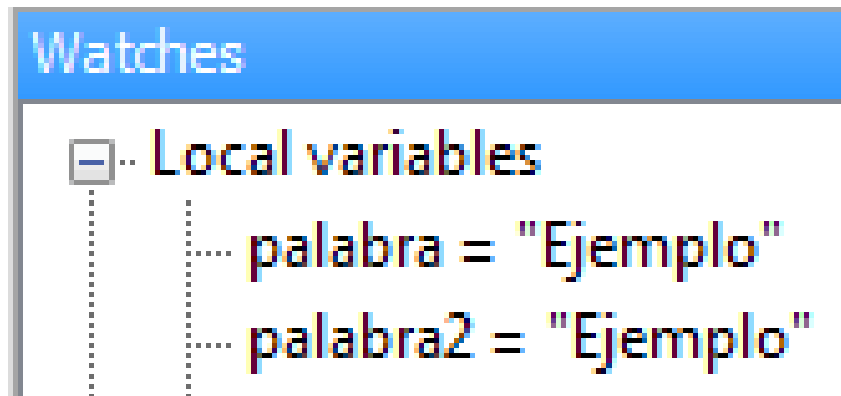 Watches
Local variables
palabra = "Ejemplo"
palabra2 = "Ejemplo"